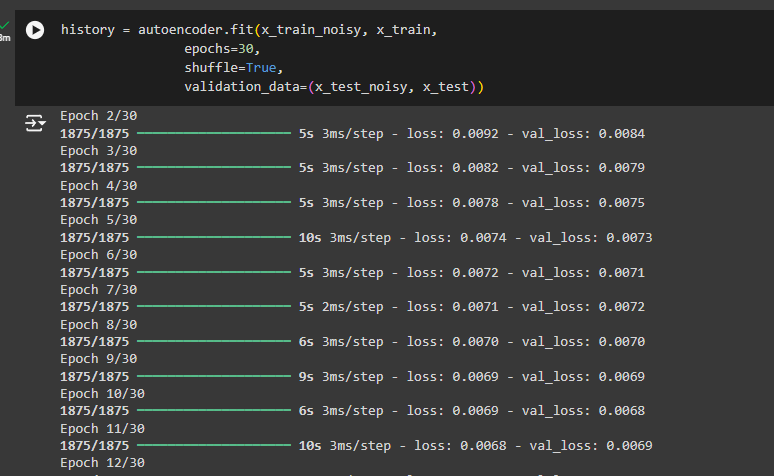 history = autoencoder.fit(x_train_noisy, x_train,
epochs=30,
shuffle=True,
validation_data=(x_test_noisy, x_test))
3m
Epoch 2/30
1875/1875 5s 3ms/step - loss: 0.0092 - val_loss: 0.0084
Epoch 3/30
1875/1875 5s 3ms/step - loss: 0.0082 - val_loss: 0.0079
Epoch 4/30
1875/1875 5s 3ms/step - loss: 0.0078 - val_loss: 0.0075
Epoch 5/30
1875/1875 10s 3ms/step - loss: 0.0074 - val_loss: 0.0073
Epoch 6/30
1875/1875 5s 3ms/step - loss: 0.0072 - val_loss: 0.0071
Epoch 7/30
1875/1875 5s 2ms/step - loss: 0.0071 - val_loss: 0.0072
Epoch 8/30
1875/1875 6s 3ms/step - loss: 0.0070 - val_loss: 0.0070
Epoch 9/30
1875/1875 9s 3ms/step - loss: 0.0069 - val_loss: 0.0069
Epoch 10/30
1875/1875 6s 3ms/step - loss: 0.0069 - val_loss: 0.0068
Epoch 11/30
1875/1875 10s 3ms/step - loss: 0.0068 - val_loss: 0.0069
Epoch 12/30